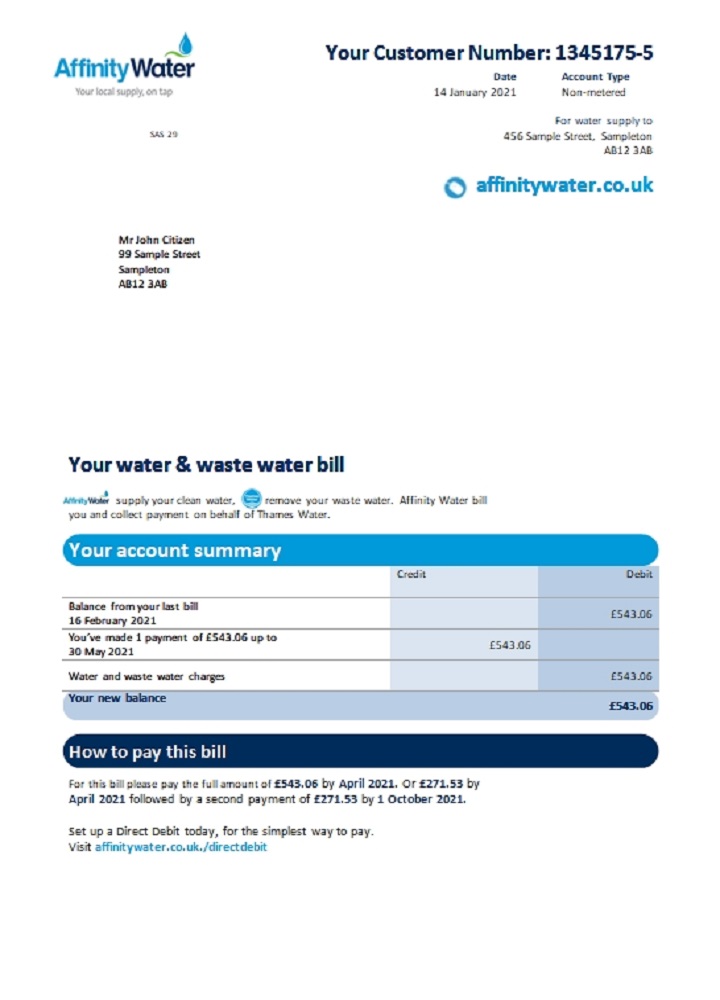 AffinityWater
Your local supply, on tap
Your Customer Number: 1345175-5
Date Account Type
14 January 2021 Non-metered
For water supply to
SAS 29
456 Sample Street, Sampleton
AB12 3AB
affinitywater.co.uk
Mr John Citizen
99 Sample Street
Sampleton
AB12 3AB
Your water & waste water bill
AffinityWater supply your clean water, remove your waste water. Affinity Water bill
you and collect payment on behalf of Thames Water.
Your account summary
Credit Debit
Balance from your last bill
16 February 2021 £543.06
You've made 1 payment of £543.06 up to
30 May 2021 £543.06
Water and waste water charges £543.06
Your new balance £543.06
How to pay this bill
For this bill please pay the full amount of £543.06 by April 2021. Or £271.53 by
April 2021 followed by a second payment of £271.53 by 1 October 2021.
Set up a Direct Debit today, for the simplest way to pay.
Visit affinitywater.co.uk./directdebit